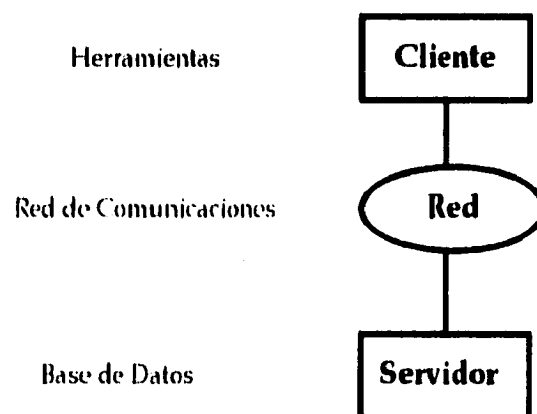 Herramientas Cliente
Red de Comunicaciones Red
Base de Datos Servidor